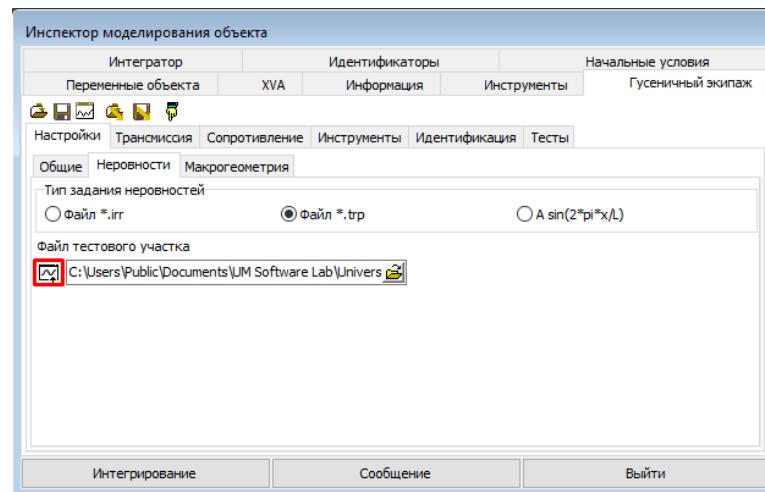 Инспектор моделирования объекта
Интегратор Идентификаторы Начальные условия
Переменные объекта XVA Информация Инструменты Гусеничный экипаж
Настройки Трансмиссия Сопротивление Инструменты Идентификация Тесты
Общие Неровности Макрогеометрия
Тип задания неровностей
Файл *.irr Файл *.trp A sin(2*pi*x/L)
Файл тестового участка
C:\Users\Public\Documents\UM Software Lab\Univers
Интегрирование Сообщение Выйти